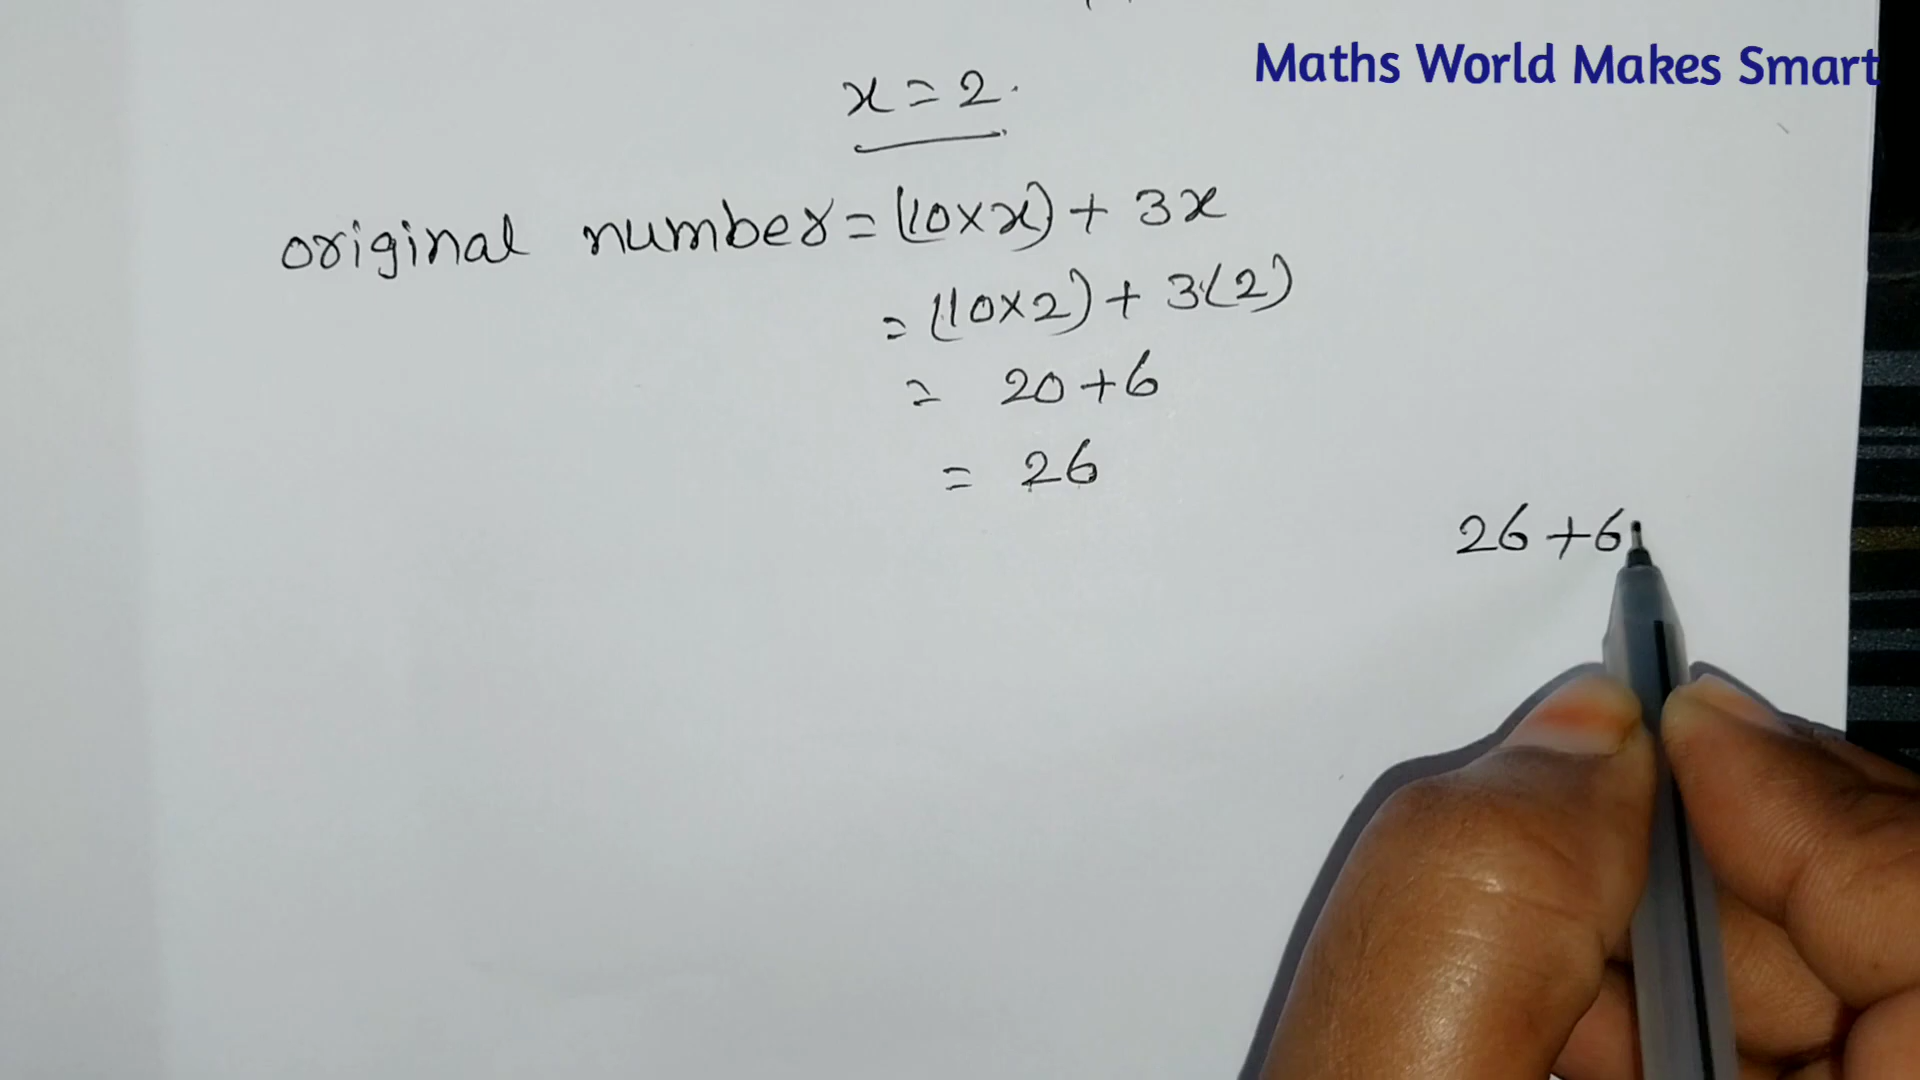 Maths World Makes Smart
x = 2.
original number = (10 × x) + 3x
= (10 × 2) + 3(2)
= 20 + 6
= 26
26 + 6